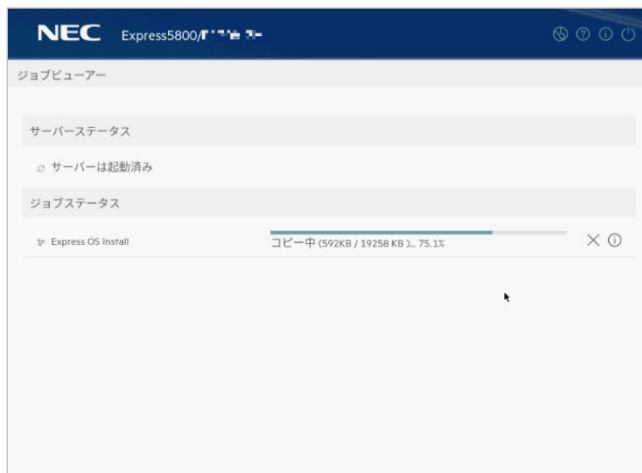 NEC Express5800/
ジョブビューアー
サーバーステータス
サーバーは起動済み
ジョブステータス
Express OS Install
コピー中 (592KB / 19258 KB )... 75.1%